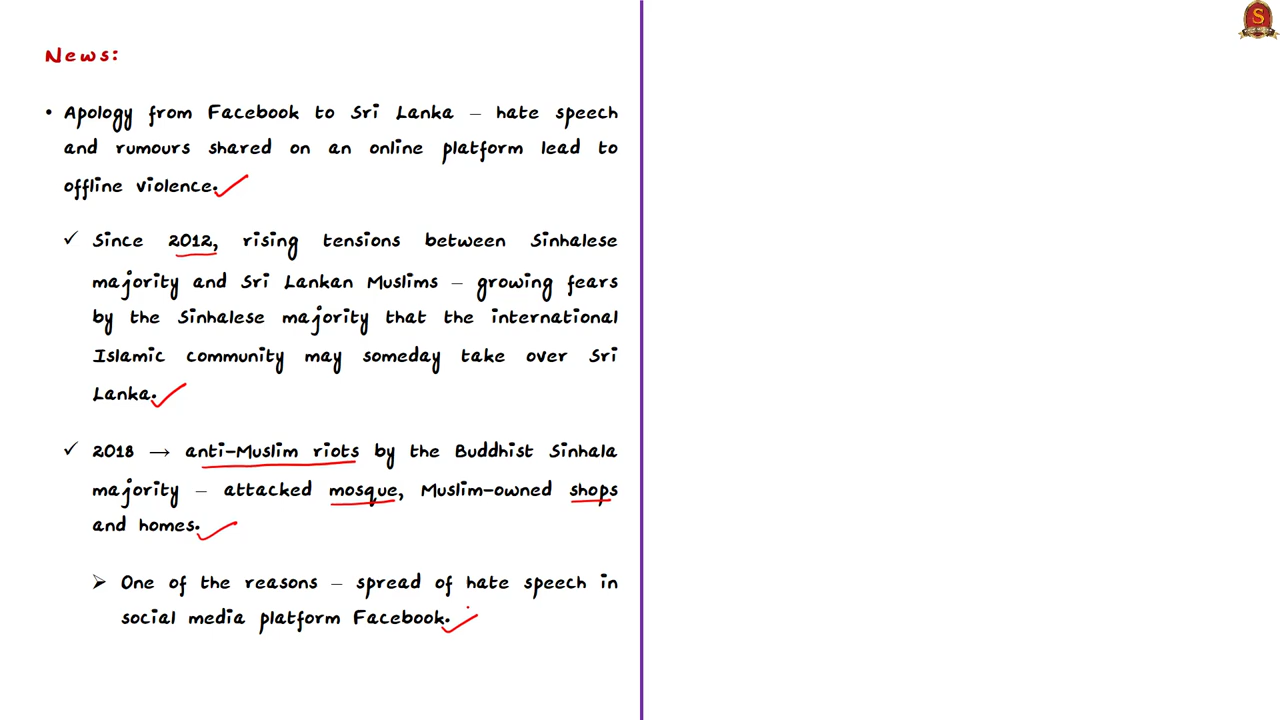 News:
• Apology from Facebook to Sri Lanka – hate speech
and rumours shared on an online platform lead to
offline violence.
✓ Since 2012, rising tensions between Sinhalese
majority and Sri Lankan Muslims – growing fears
by the Sinhalese majority that the international
Islamic community may someday take over Sri
Lanka.
✓ 2018 → anti-Muslim riots by the Buddhist Sinhala
majority – attacked mosque, Muslim-owned shops
and homes.
➢ One of the reasons – spread of hate speech in
social media platform Facebook.
S